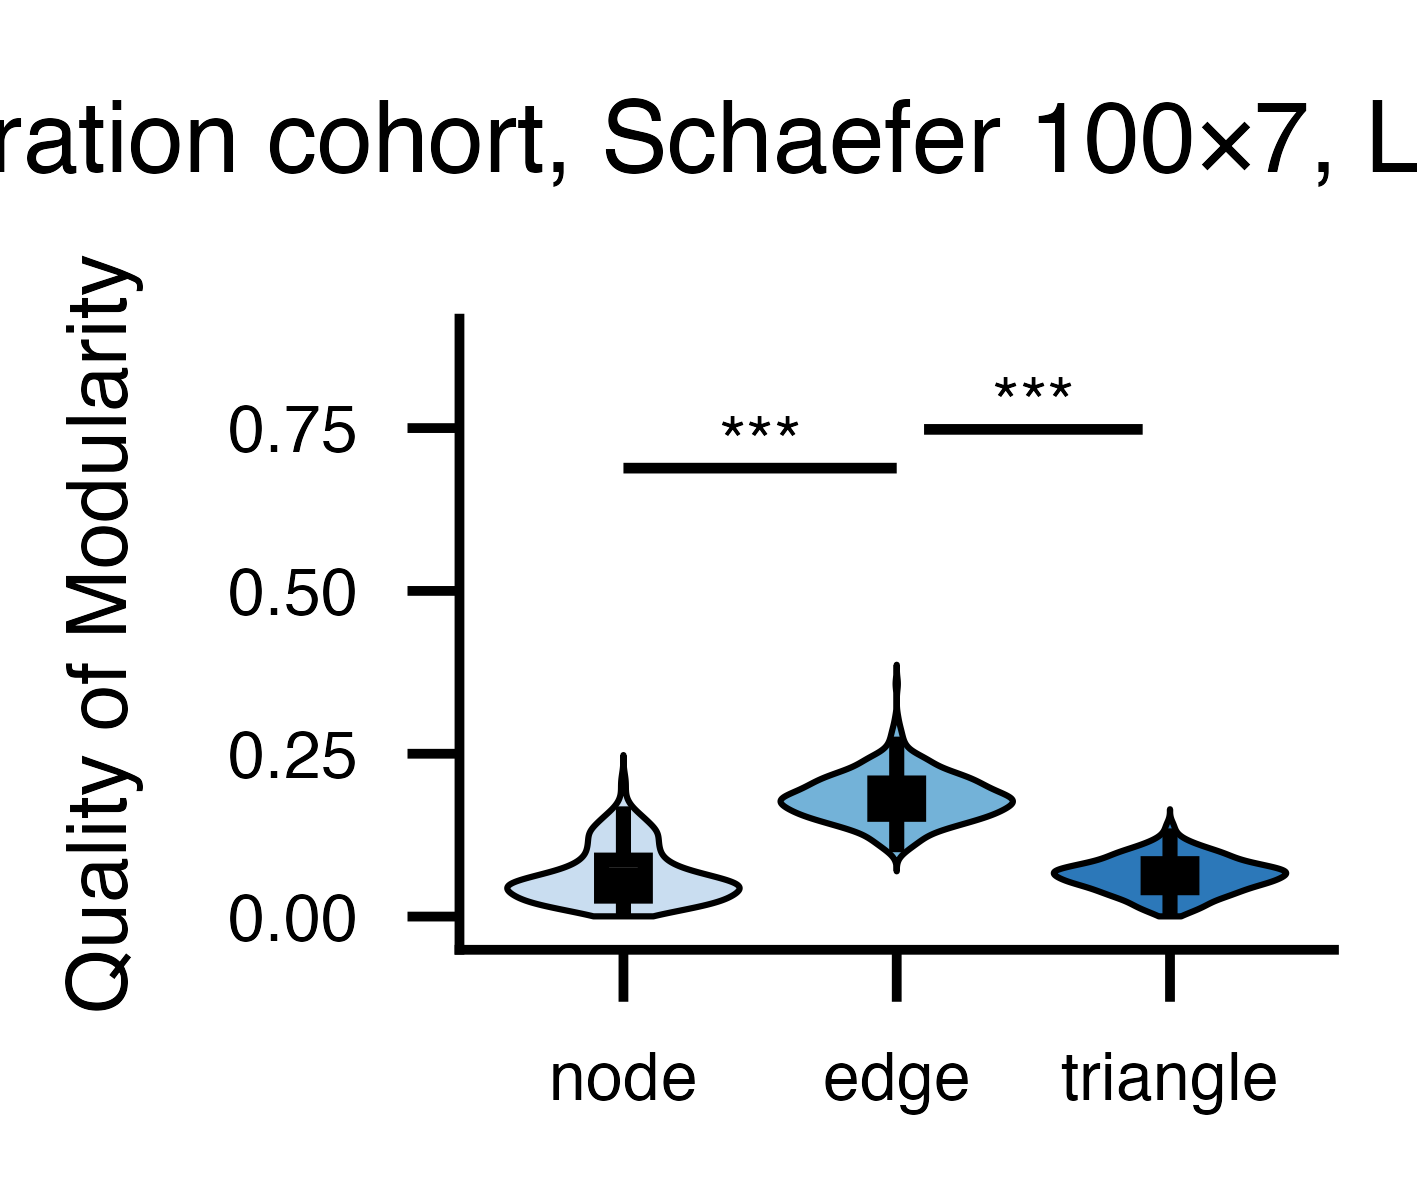 ration cohort, Schaefer 100×7, L
Quality of Modularity
0.75
0.50
0.25
0.00
***
***
node edge triangle